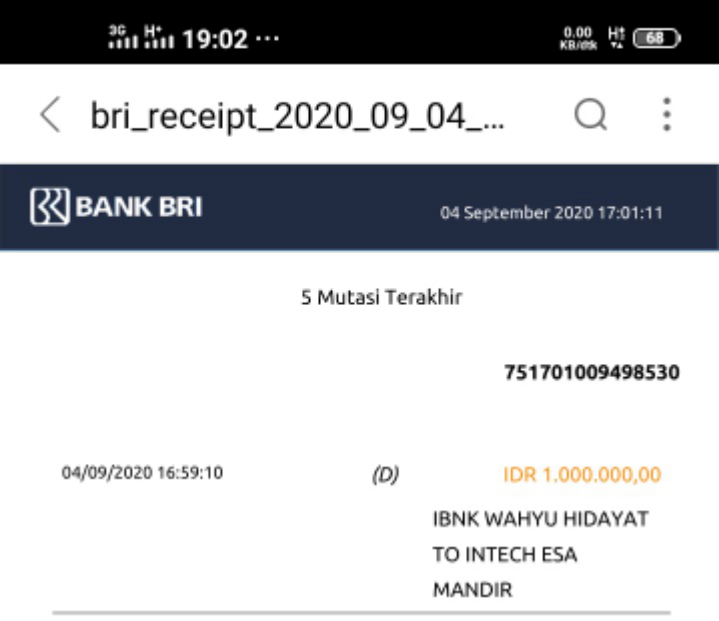 3G H+ 19:02 ...
0.00 KB/dtk H‡ 68
bri_receipt_2020_09_04_...
BANK BRI
04 September 2020 17:01:11
5 Mutasi Terakhir
751701009498530
04/09/2020 16:59:10 (D) IDR 1.000.000,00
IBNK WAHYU HIDAYAT
TO INTECH ESA
MANDIR